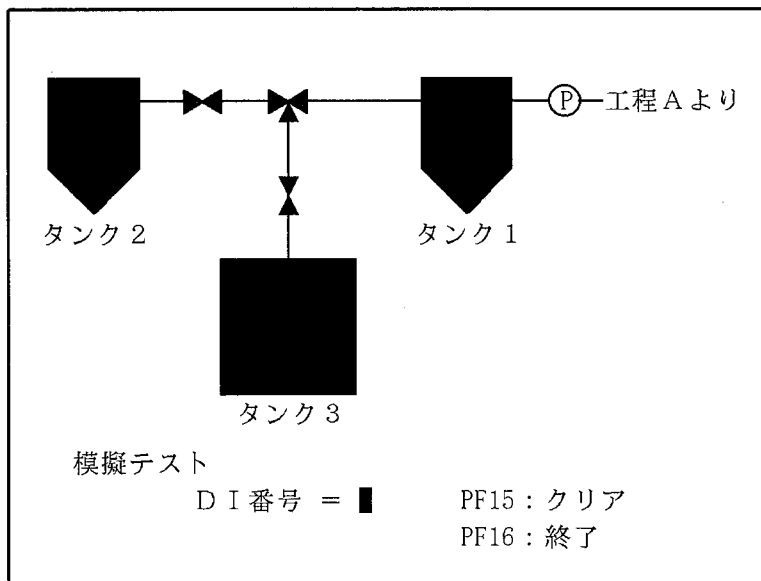 P 工程Aより
タンク2
タンク1
タンク3
模擬テスト
DI番号 =
PF15:クリア
PF16:終了